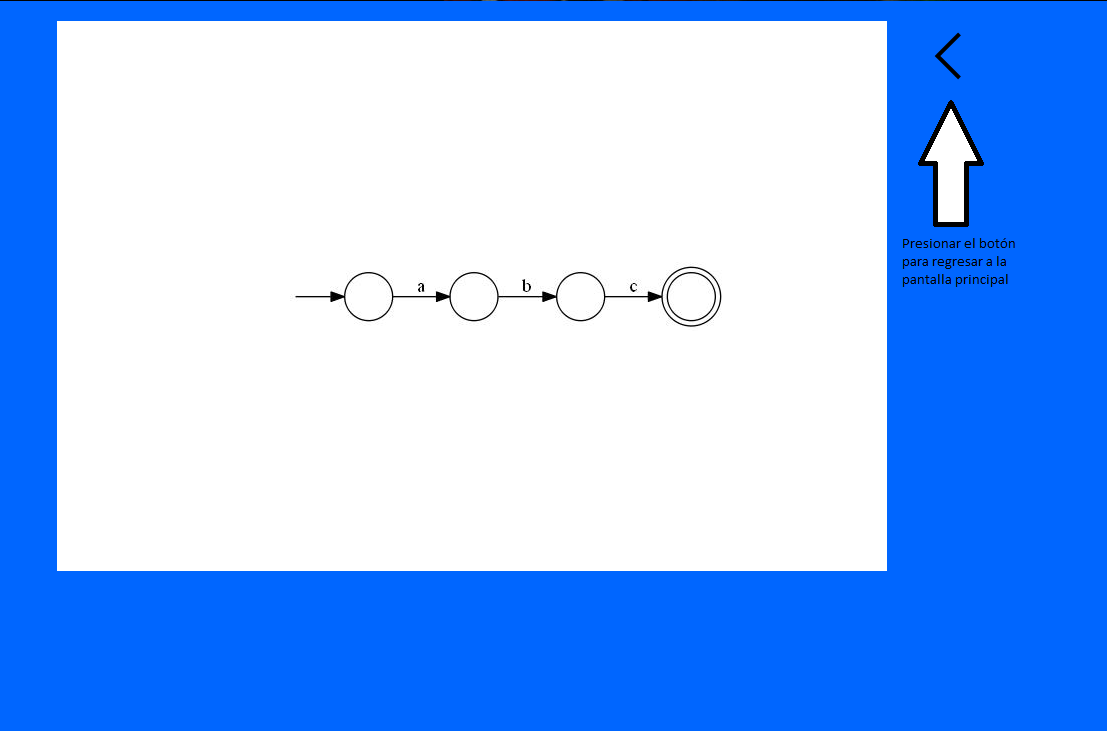 a b c
Presionar el botón
para regresar a la
pantalla principal